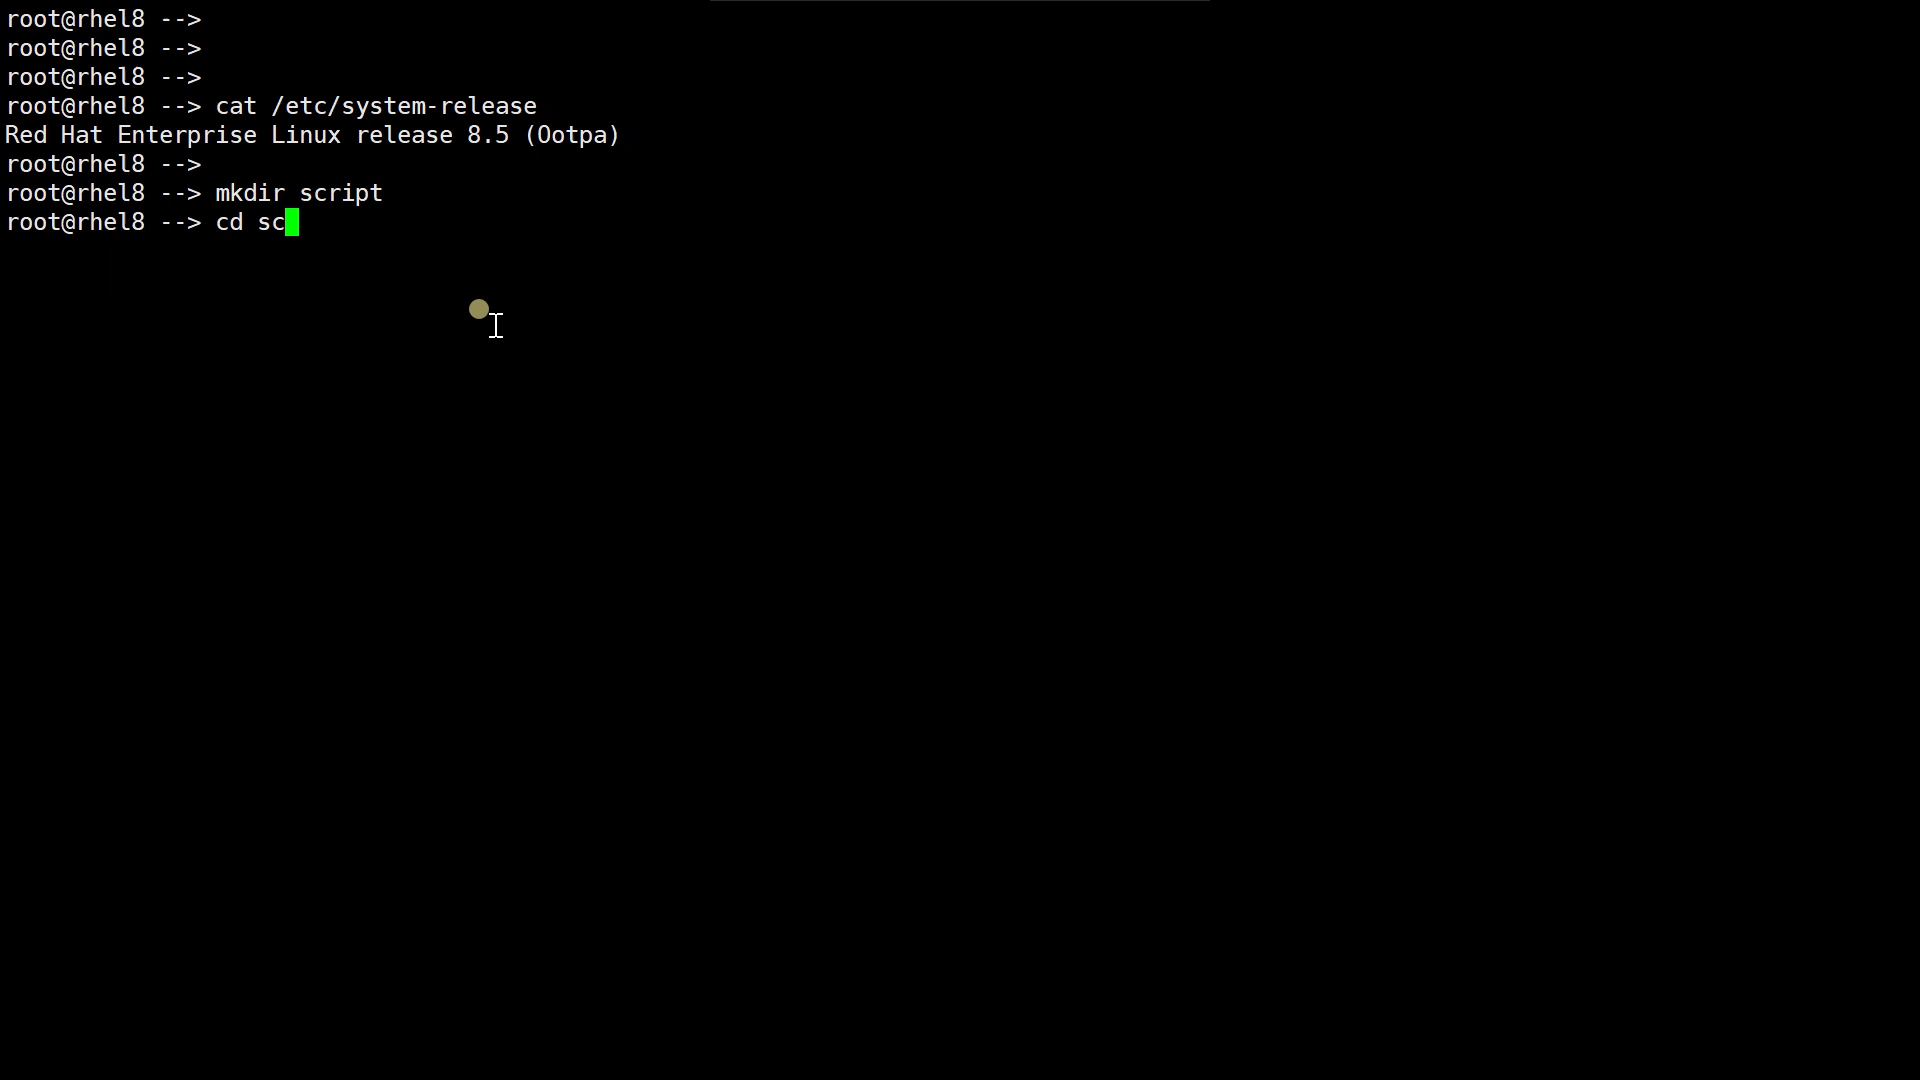 root@rhel8 -->
root@rhel8 -->
root@rhel8 -->
root@rhel8 --> cat /etc/system-release
Red Hat Enterprise Linux release 8.5 (Ootpa)
root@rhel8 -->
root@rhel8 --> mkdir script
root@rhel8 --> cd sc